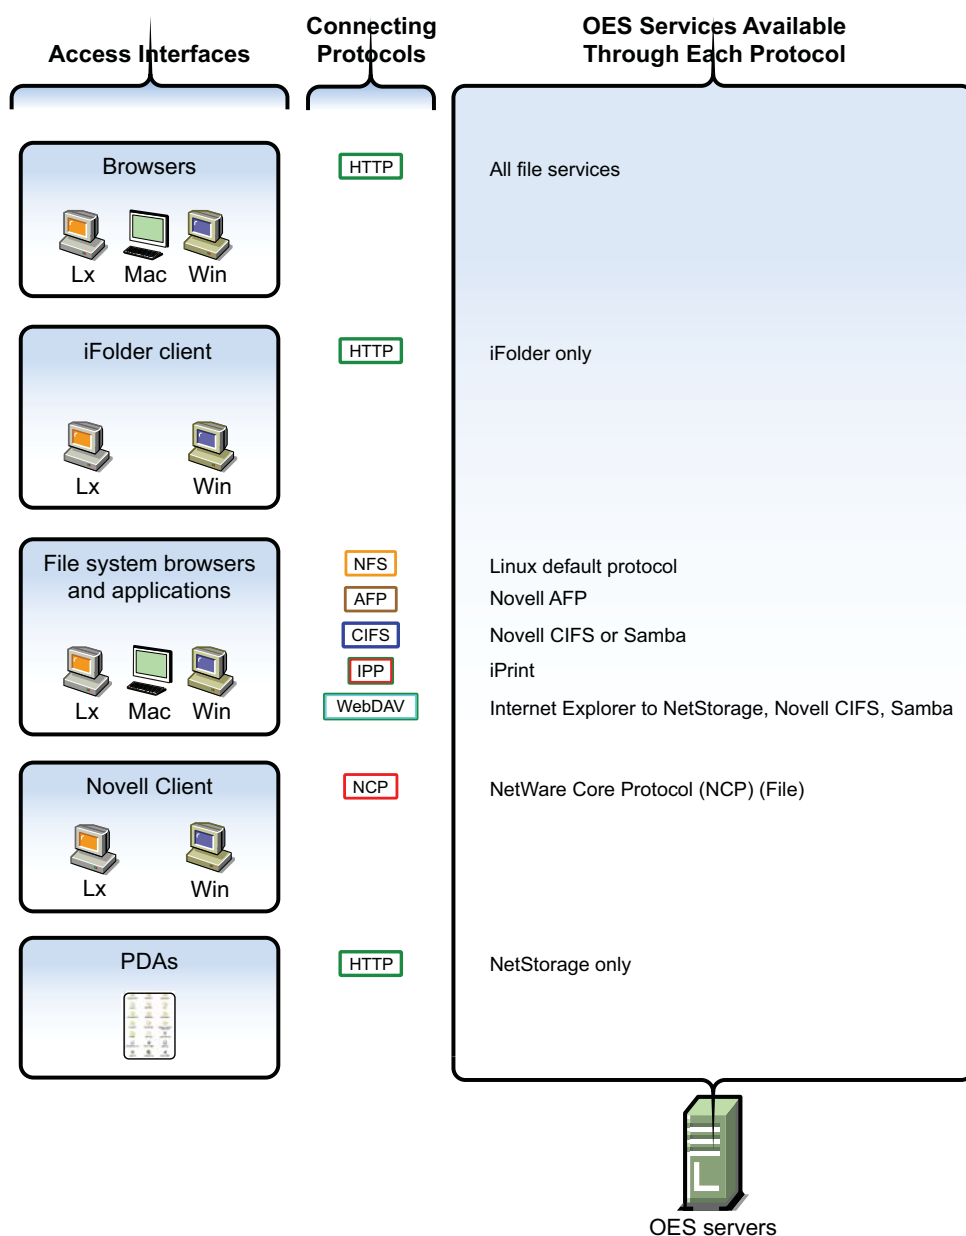 Access Interfaces
Connecting
Protocols
OES Services Available
Through Each Protocol
Browsers
Lx Mac Win
HTTP
All file services
iFolder client
Lx Win
HTTP
iFolder only
File system browsers
and applications
Lx Mac Win
NFS
Linux default protocol
AFP
Novell AFP
CIFS
Novell CIFS or Samba
IPP
iPrint
WebDAV
Internet Explorer to NetStorage, Novell CIFS, Samba
Novell Client
Lx Win
NCP
NetWare Core Protocol (NCP) (File)
PDAs
HTTP
NetStorage only
L
OES servers